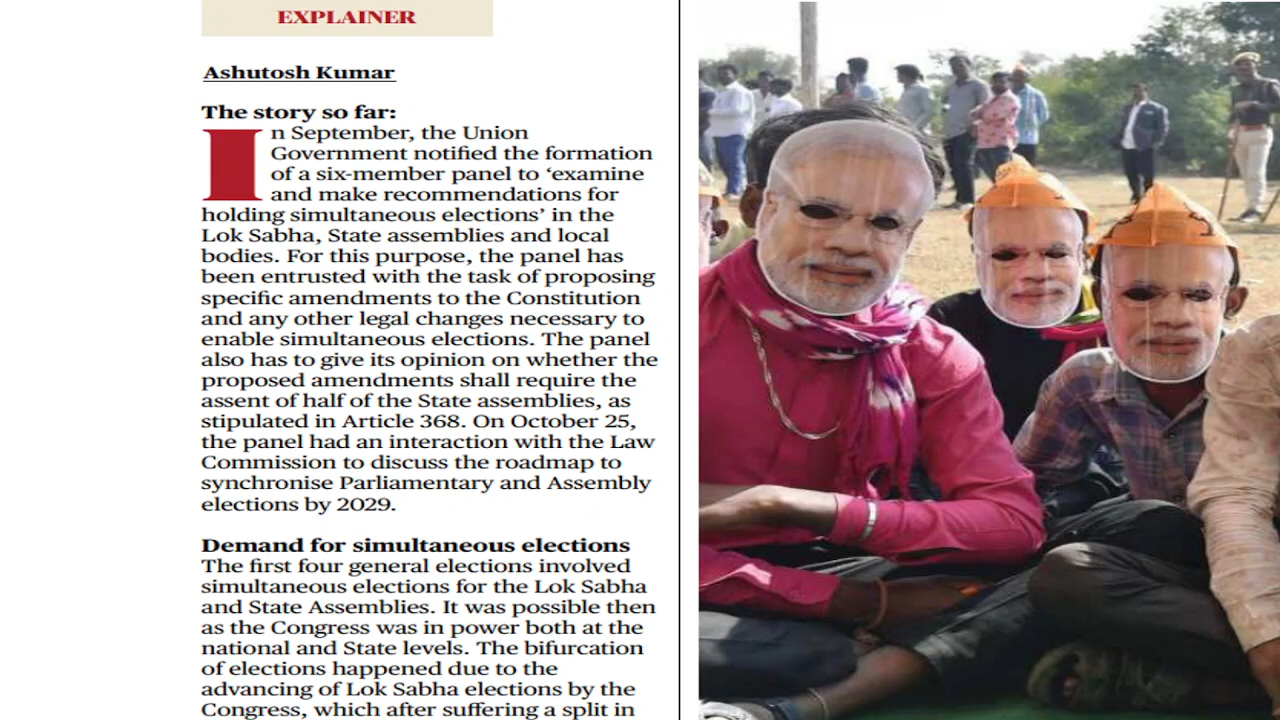 EXPLAINER
Ashutosh Kumar
The story so far:
In September, the Union
Government notified the formation
of a six-member panel to ‘examine
and make recommendations for
holding simultaneous elections’ in the
Lok Sabha, State assemblies and local
bodies. For this purpose, the panel has
been entrusted with the task of proposing
specific amendments to the Constitution
and any other legal changes necessary to
enable simultaneous elections. The panel
also has to give its opinion on whether the
proposed amendments shall require the
assent of half of the State assemblies, as
stipulated in Article 368. On October 25,
the panel had an interaction with the Law
Commission to discuss the roadmap to
synchronise Parliamentary and Assembly
elections by 2029.
Demand for simultaneous elections
The first four general elections involved
simultaneous elections for the Lok Sabha
and State Assemblies. It was possible then
as the Congress was in power both at the
national and State levels. The bifurcation
of elections happened due to the
advancing of Lok Sabha elections by the
Congress, which after suffering a split in